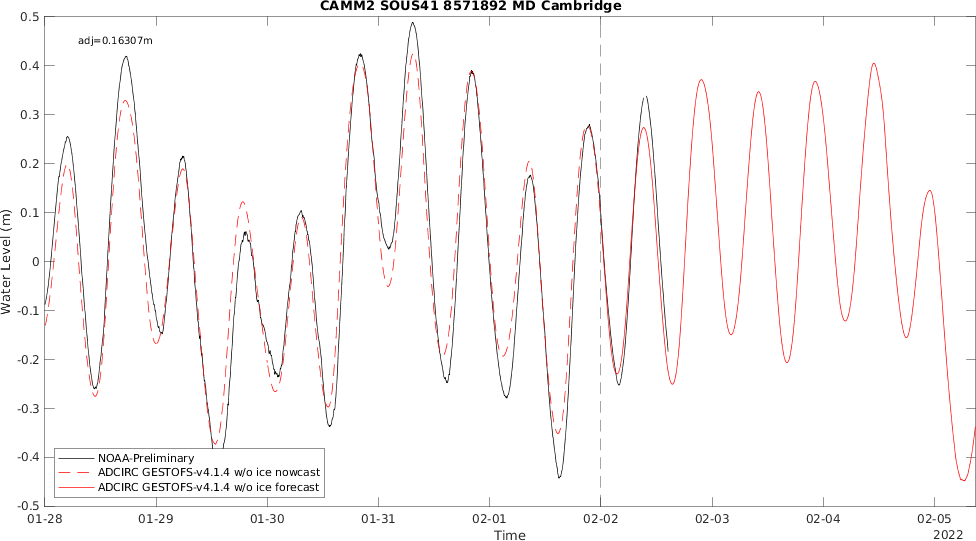 CAMM2 SOUS41 8571892 MD Cambridge
adj=0.16307m
0.5
0.4
0.3
0.2
0.1
0
-0.1
-0.2
-0.3
-0.4
-0.5
Water Level (m)
NOAA-Preliminary
ADCIRC GESTOFS-v4.1.4 w/o ice nowcast
ADCIRC GESTOFS-v4.1.4 w/o ice forecast
01-28 01-29 01-30 01-31 02-01 02-02 02-03 02-04 02-05
Time
2022